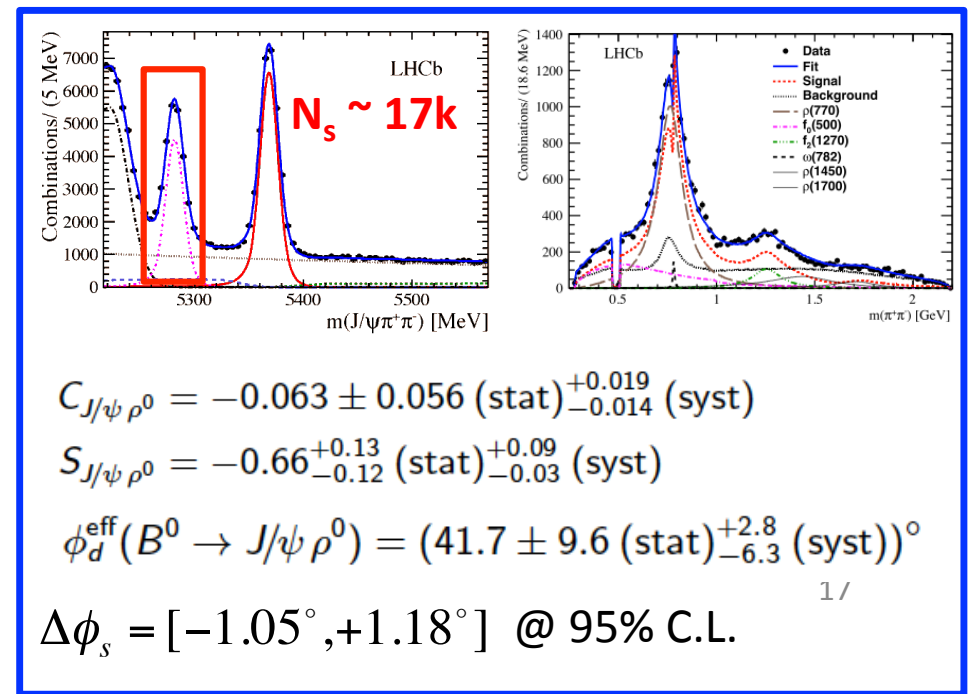 LHCb
N_s ~ 17k
Combinations/ (5 MeV)
7000
6000
5000
4000
3000
2000
1000
0
5300 5400 5500
m(J/ψπ⁺π⁻) [MeV]
LHCb
Data
Fit
Signal
Background
ρ(770)
f₀(500)
f₂(1270)
ω(782)
ρ(1450)
ρ(1700)
Combinations/ (18.6 MeV)
1400
1200
1000
800
600
400
200
0
0.5 1 1.5 2
m(π⁺π⁻) [GeV]
C_{J/ψ ρ⁰} = −0.063 ± 0.056 (stat)^{+0.019}_{−0.014} (syst)
S_{J/ψ ρ⁰} = −0.66^{+0.13}_{−0.12} (stat)^{+0.09}_{−0.03} (syst)
ϕ_d^{eff}(B⁰ → J/ψ ρ⁰) = (41.7 ± 9.6 (stat)^{+2.8}_{−6.3} (syst))°
17
Δϕ_s = [−1.05°,+1.18°] @ 95% C.L.